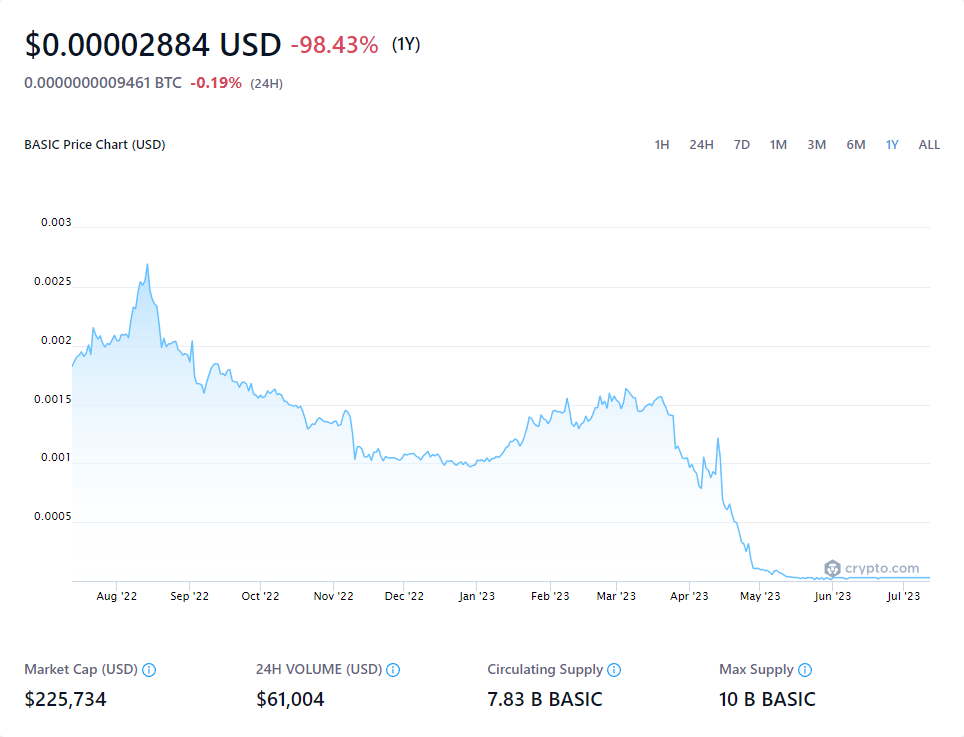 $0.00002884 USD -98.43% (1Y)
0.0000000009461 BTC -0.19% (24H)
BASIC Price Chart (USD) 1H 24H 7D 1M 3M 6M 1Y ALL
0.003
0.0025
0.002
0.0015
0.001
0.0005
crypto.com
Aug '22 Sep '22 Oct '22 Nov '22 Dec '22 Jan '23 Feb '23 Mar '23 Apr '23 May '23 Jun '23 Jul '23
Market Cap (USD) 24H VOLUME (USD) Circulating Supply Max Supply
$225,734 $61,004 7.83 B BASIC 10 B BASIC